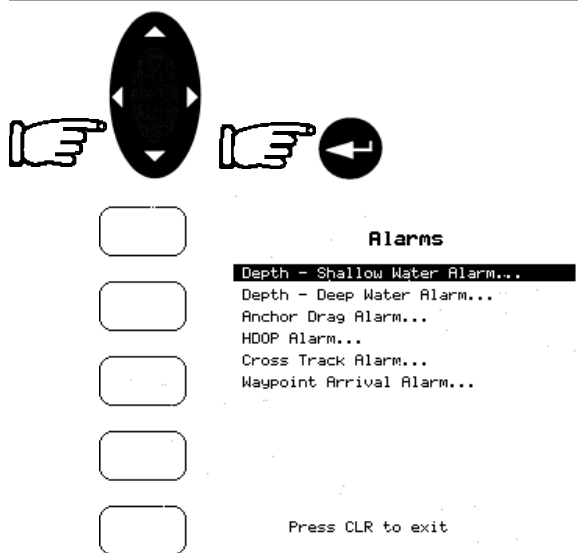 Alarms
Depth - Shallow Water Alarm...
Depth - Deep Water Alarm...
Anchor Drag Alarm...
HDOP Alarm...
Cross Track Alarm...
Waypoint Arrival Alarm...
Press CLR to exit